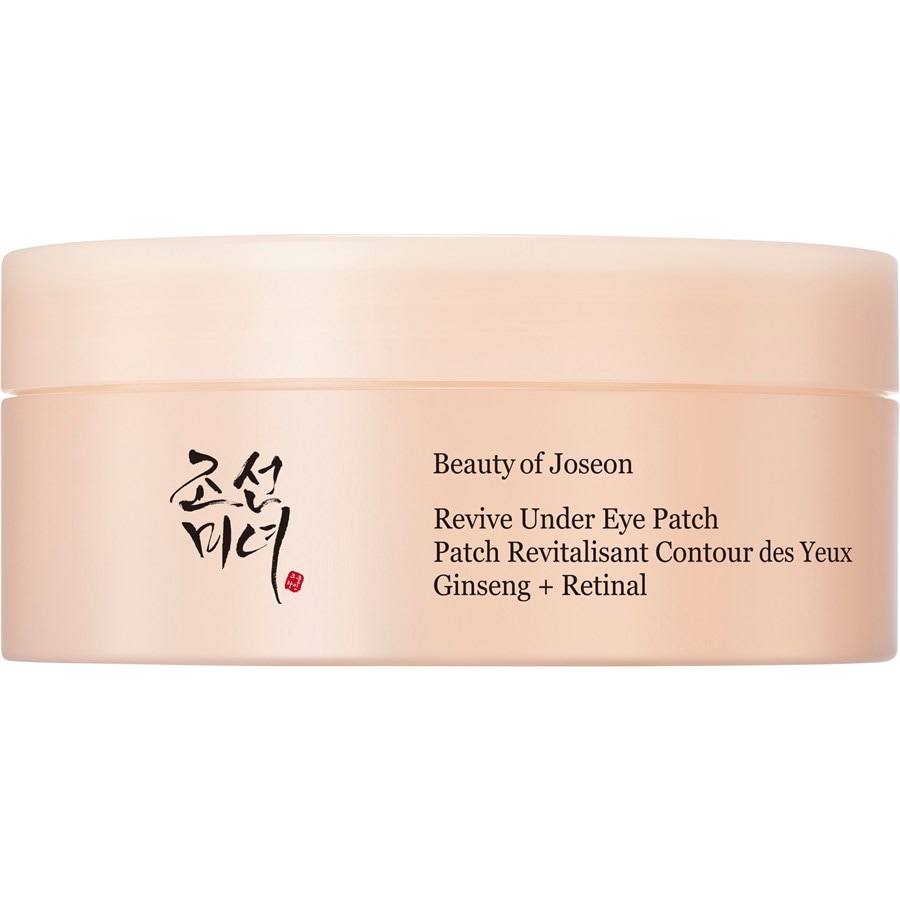 조선
미녀
Beauty of Joseon
Revive Under Eye Patch
Patch Revitalisant Contour des Yeux
Ginseng + Retinal